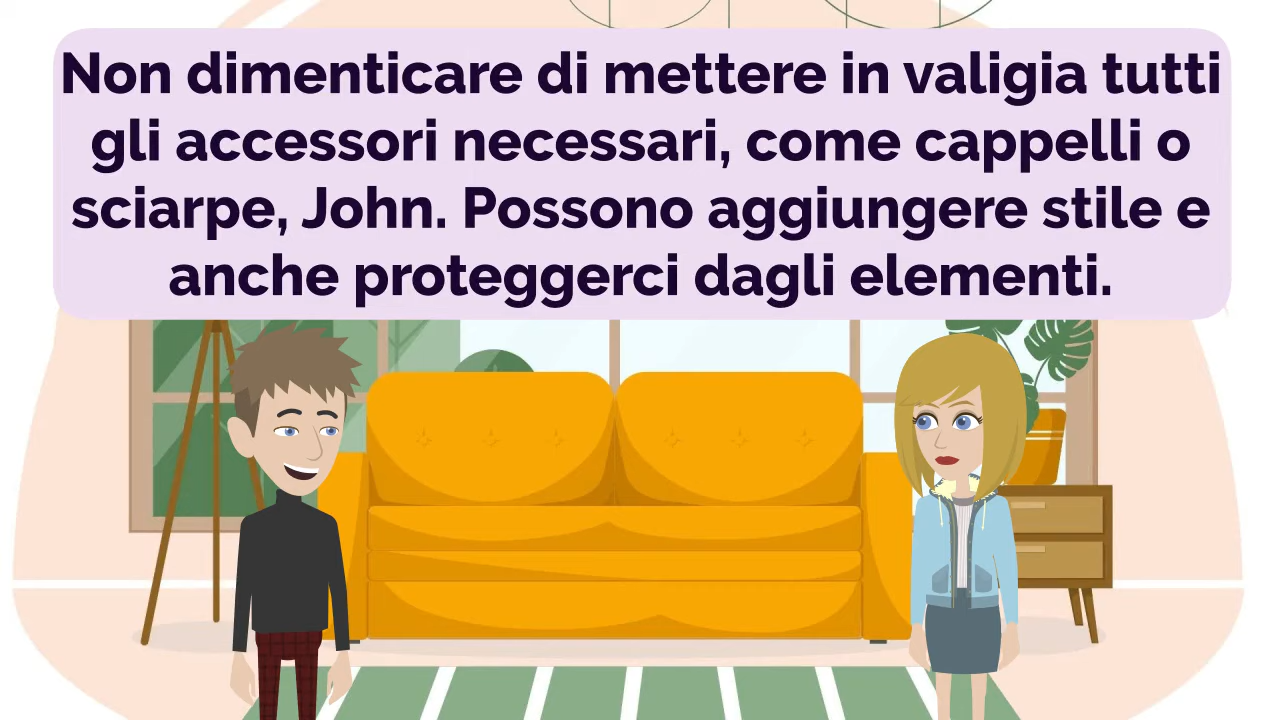 Non dimenticare di mettere in valigia tutti
gli accessori necessari, come cappelli o
sciarpe, John. Possono aggiungere stile e
anche proteggerci dagli elementi.